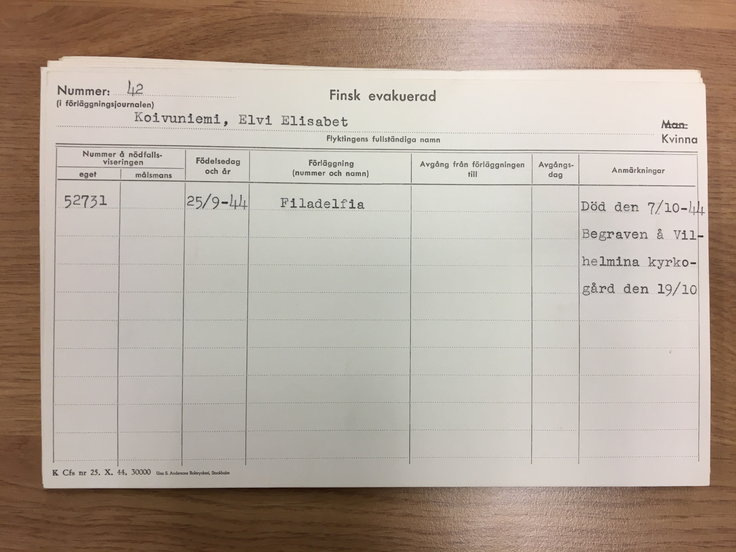 Nummer: 42
(i förläggningsjournalen)
Finsk evakuerad
Koivuniemi, Elvi Elisabet
Man:
Flyktingens fullständiga namn
Kvinna
Nummer å nödfalls-
viseringen
eget
målsmans
Födelsedag
och år
Förläggning
(nummer och namn)
Avgång från förläggningen
till
Avgångs-
dag
Anmärkningar
52731 25/9-44 Filadelfia Död den 7/10-44
Begraven å Vil-
helmina kyrko-
gård den 19/10
K Cfs nr 25. X. 44. 30000